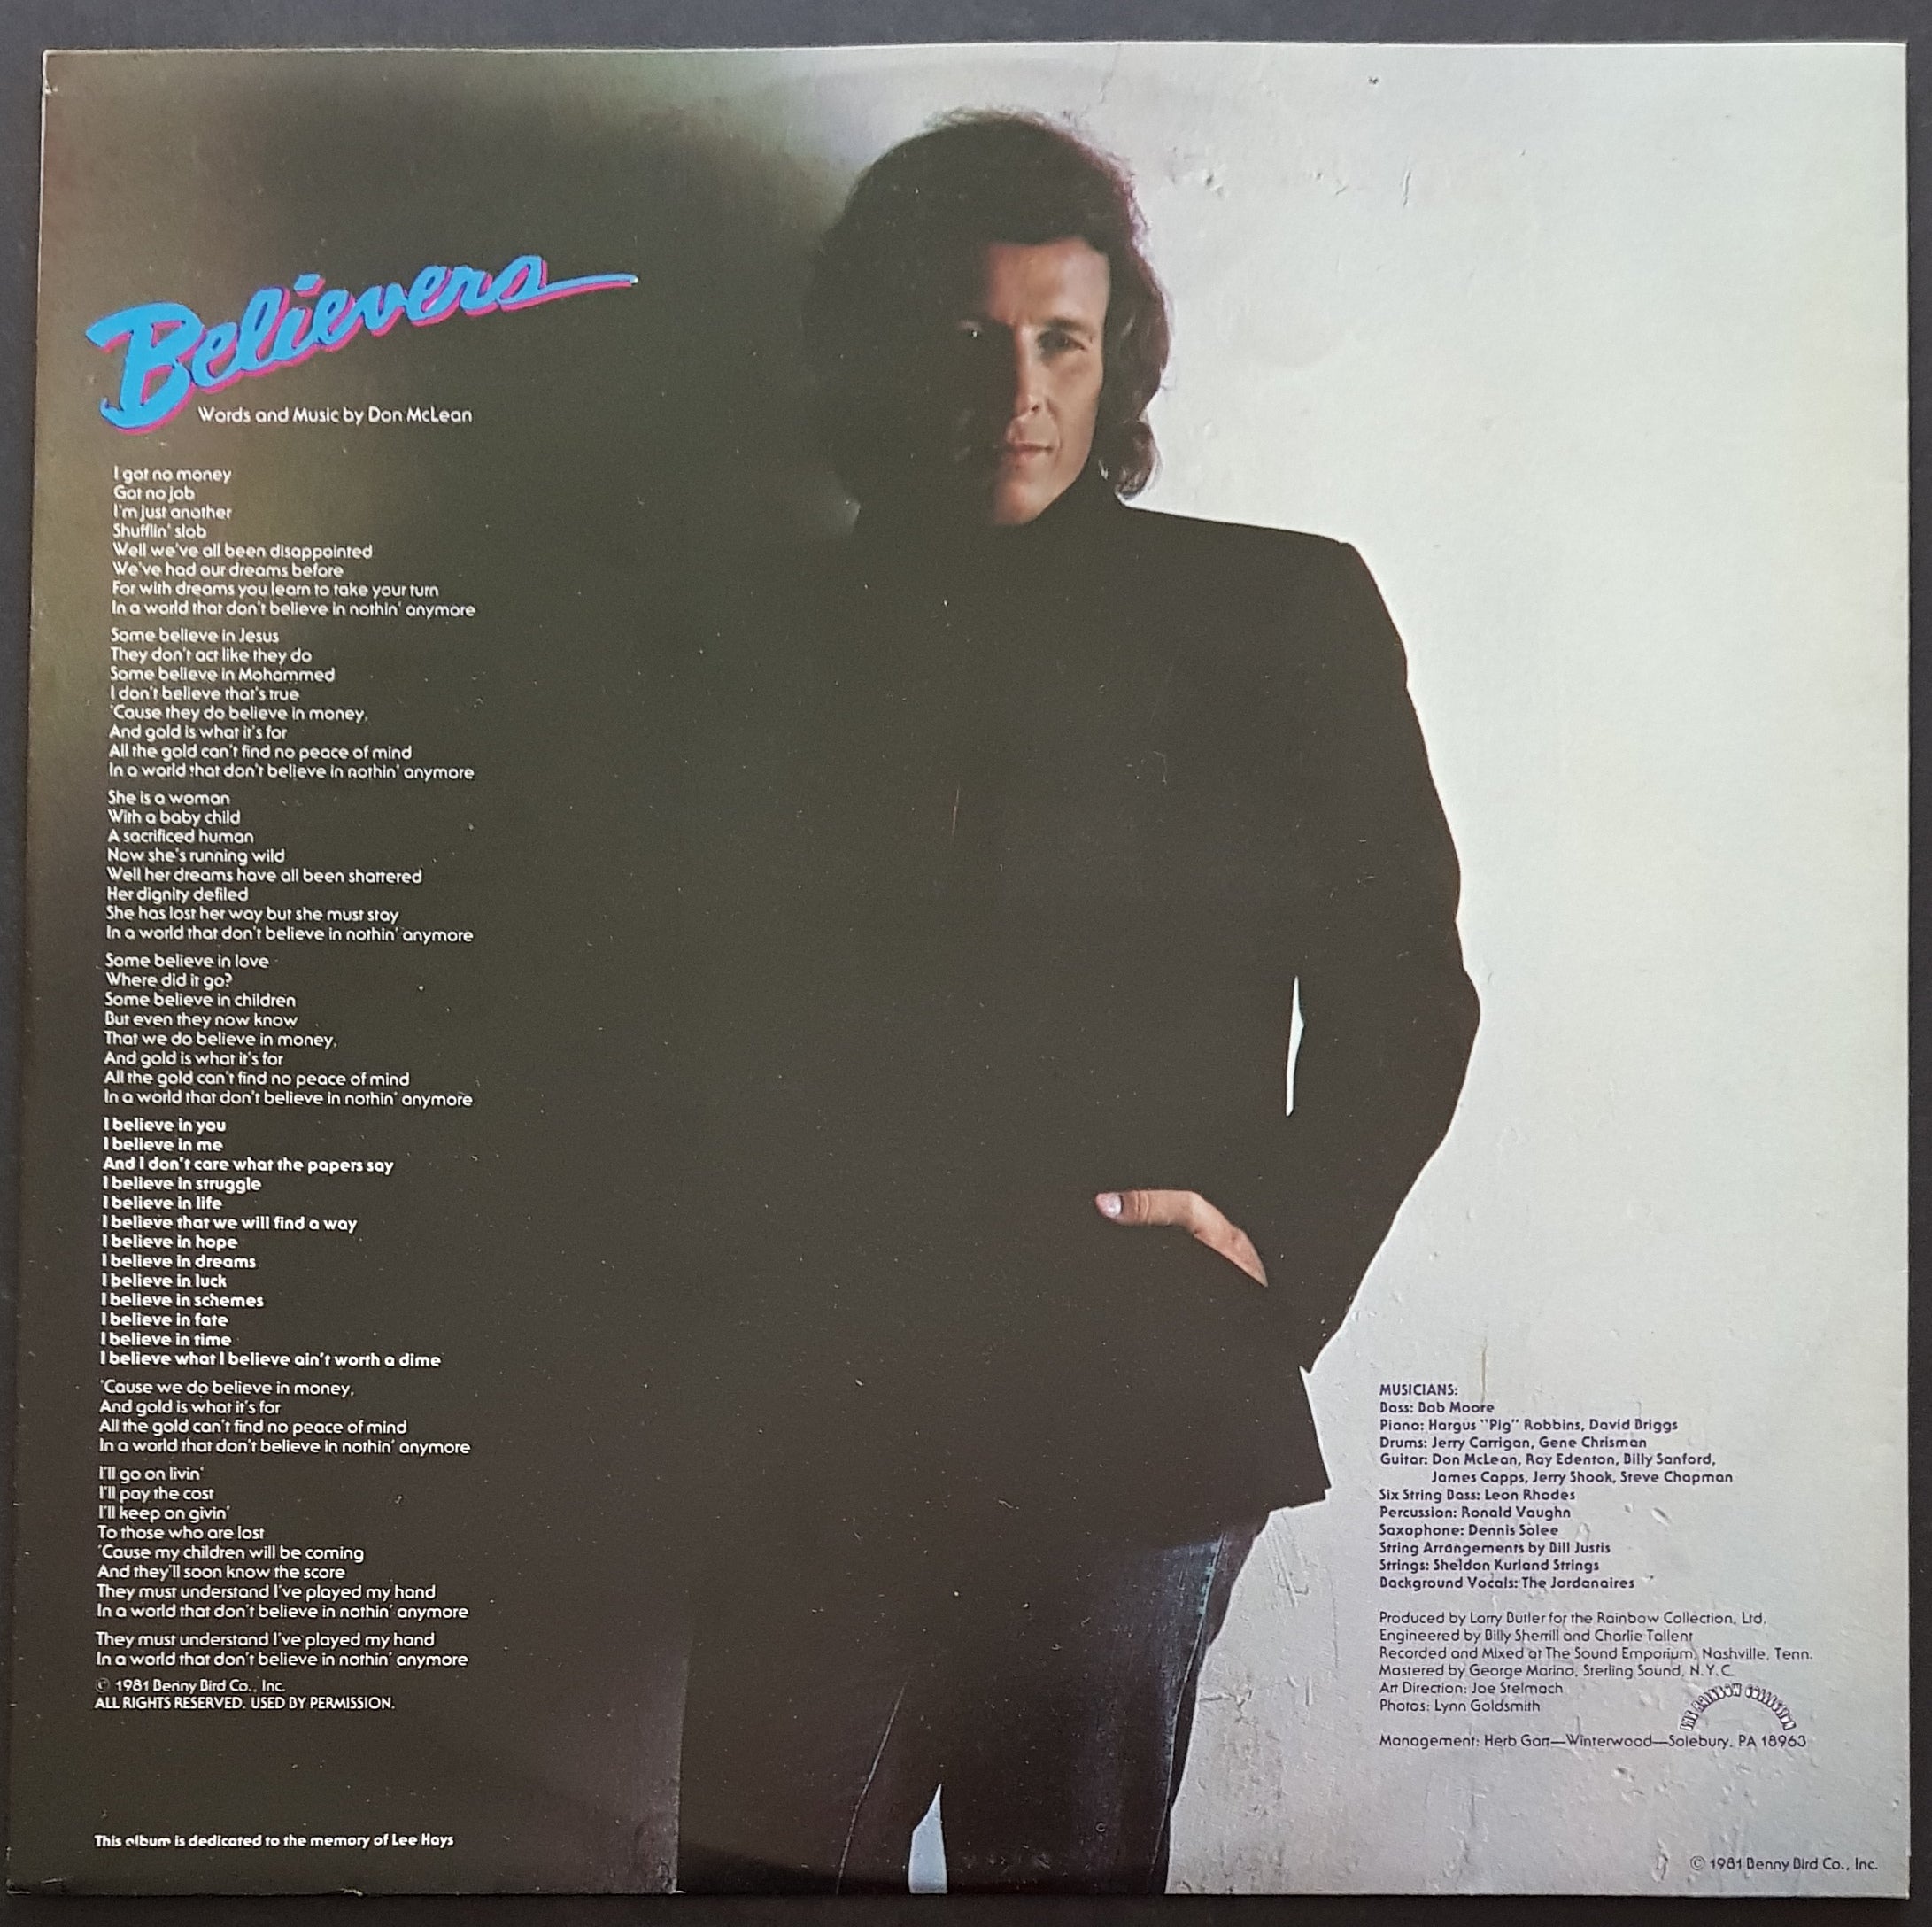 Believers
Words and Music by Don McLean
I got no money
Got no job
I'm just another
Shufflin' slob
Well we've all been disappointed
We've had our dreams before
For with dreams you learn to take your turn
In a world that don't believe in nothin' anymore
Some believe in Jesus
They don't act like they do
Some believe in Mohammed
I don't believe that's true
'Cause they do believe in money,
And gold is what it's for
All the gold can't find no peace of mind
In a world that don't believe in nothin' anymore
She is a woman
With a baby child
A sacrificed human
Now she's running wild
Well her dreams have all been shattered
Her dignity defiled
She has lost her way but she must stay
In a world that don't believe in nothin' anymore
Some believe in love
Where did it go?
Some believe in children
But even they now know
That we do believe in money,
And gold is what it's for
All the gold can't find no peace of mind
In a world that don't believe in nothin' anymore
I believe in you
I believe in me
And I don't care what the papers say
I believe in struggle
I believe in life
I believe that we will find a way
I believe in hope
I believe in dreams
I believe in luck
I believe in schemes
I believe in fate
I believe in time
I believe what I believe ain't worth a dime
'Cause we do believe in money,
And gold is what it's for
All the gold can't find no peace of mind
In a world that don't believe in nothin' anymore
I'll go on livin'
I'll pay the cost
I'll keep on givin'
To those who are lost
'Cause my children will be coming
And they'll soon know the score
They must understand I've played my hand
In a world that don't believe in nothin' anymore
They must understand I've played my hand
In a world that don't believe in nothin' anymore
© 1981 Benny Bird Co., Inc.
ALL RIGHTS RESERVED. USED BY PERMISSION.
This album is dedicated to the memory of Lee Hays
MUSICIANS:
Bass: Bob Moore
Piano: Hargus "Pig" Robbins, David Briggs
Drums: Jerry Carrigan, Gene Chrisman
Guitar: Don McLean, Ray Edenton, Billy Sanford,
James Capps, Jerry Shook, Steve Chapman
Six String Bass: Leon Rhodes
Percussion: Ronald Vaughn
Saxophone: Dennis Solee
String Arrangements by Bill Justis
Strings: Sheldon Kurland Strings
Background Vocals: The Jordanaires
Produced by Larry Butler for the Rainbow Collection, Ltd.
Engineered by Billy Sherrill and Charlie Tallent
Recorded and Mixed at The Sound Emporium, Nashville, Tenn.
Mastered by George Marino, Sterling Sound, N.Y.C.
Art Direction: Joe Stelmach
Photos: Lynn Goldsmith
THE RAINBOW COLLECTION
Management: Herb Gart—Winterwood—Solebury, PA 18963
© 1981 Benny Bird Co., Inc.